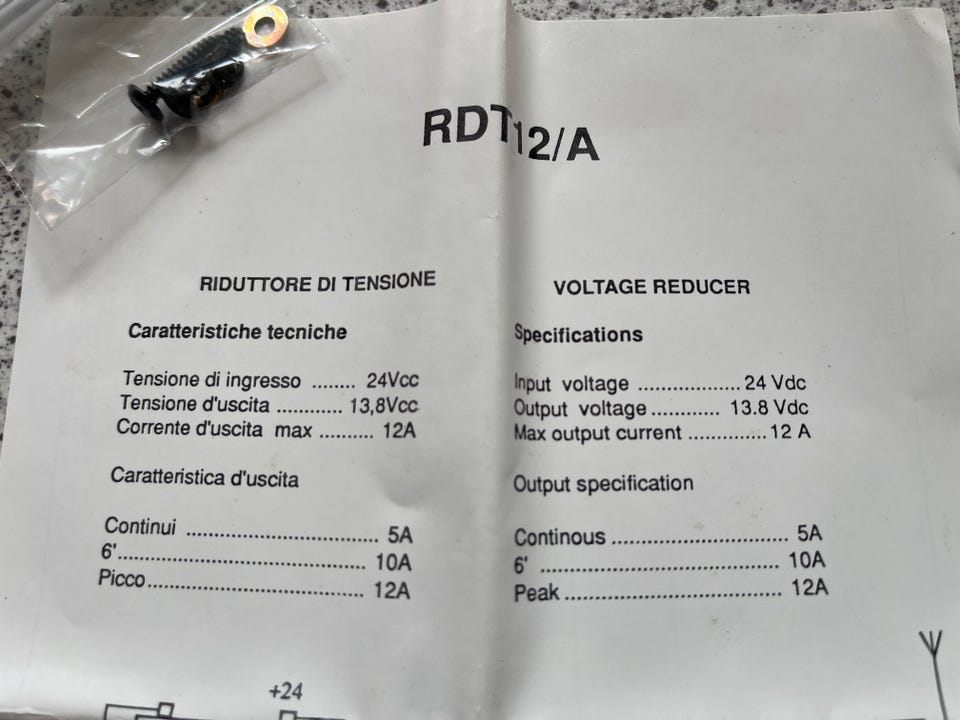 RDT12/A
RIDUTTORE DI TENSIONE
Caratteristiche tecniche
Tensione di ingresso ........ 24Vcc
Tensione d'uscita ............ 13,8Vcc
Corrente d'uscita max .......... 12A
Caratteristica d'uscita
Continui ................................... 5A
6'............................................. 10A
Picco....................................... 12A
VOLTAGE REDUCER
Specifications
Input voltage ................... 24 Vdc
Output voltage ............ 13.8 Vdc
Max output current .............. 12 A
Output specification
Continous ................................ 5A
6' ........................................... 10A
Peak ....................................... 12A
+24